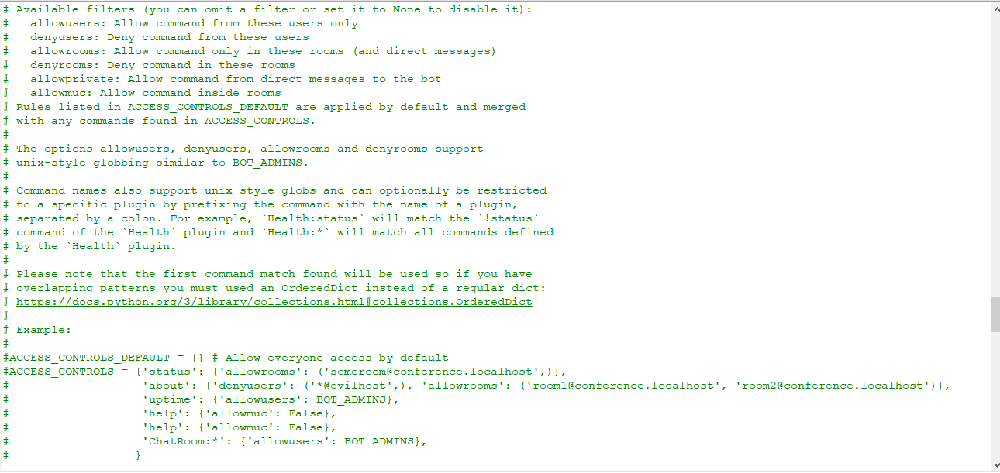 # Available filters (you can omit a filter or set it to None to disable it):
#   allowusers: Allow command from these users only
#   denyusers: Deny command from these users
#   allowrooms: Allow command only in these rooms (and direct messages)
#   denyrooms: Deny command in these rooms
#   allowprivate: Allow command from direct messages to the bot
#   allowmuc: Allow command inside rooms
# Rules listed in ACCESS_CONTROLS_DEFAULT are applied by default and merged
# with any commands found in ACCESS_CONTROLS.
#
# The options allowusers, denyusers, allowrooms and denyrooms support
# unix-style globbing similar to BOT_ADMINS.
#
# Command names also support unix-style globs and can optionally be restricted
# to a specific plugin by prefixing the command with the name of a plugin,
# separated by a colon. For example, `Health:status` will match the `!status`
# command of the `Health` plugin and `Health:*` will match all commands defined
# by the `Health` plugin.
#
# Please note that the first command match found will be used so if you have
# overlapping patterns you must used an OrderedDict instead of a regular dict:
# https://docs.python.org/3/library/collections.html#collections.OrderedDict
#
# Example:
#
#ACCESS_CONTROLS_DEFAULT = {} # Allow everyone access by default
#ACCESS_CONTROLS = {'status': {'allowrooms': ('someroom@conference.localhost',)},
#                   'about': {'denyusers': ('*@evilhost',), 'allowrooms': ('room1@conference.localhost', 'room2@conference.localhost')},
#                   'uptime': {'allowusers': BOT_ADMINS},
#                   'help': {'allowmuc': False},
#                   'help': {'allowmuc': False},
#                   'ChatRoom:*': {'allowusers': BOT_ADMINS},
#                  }